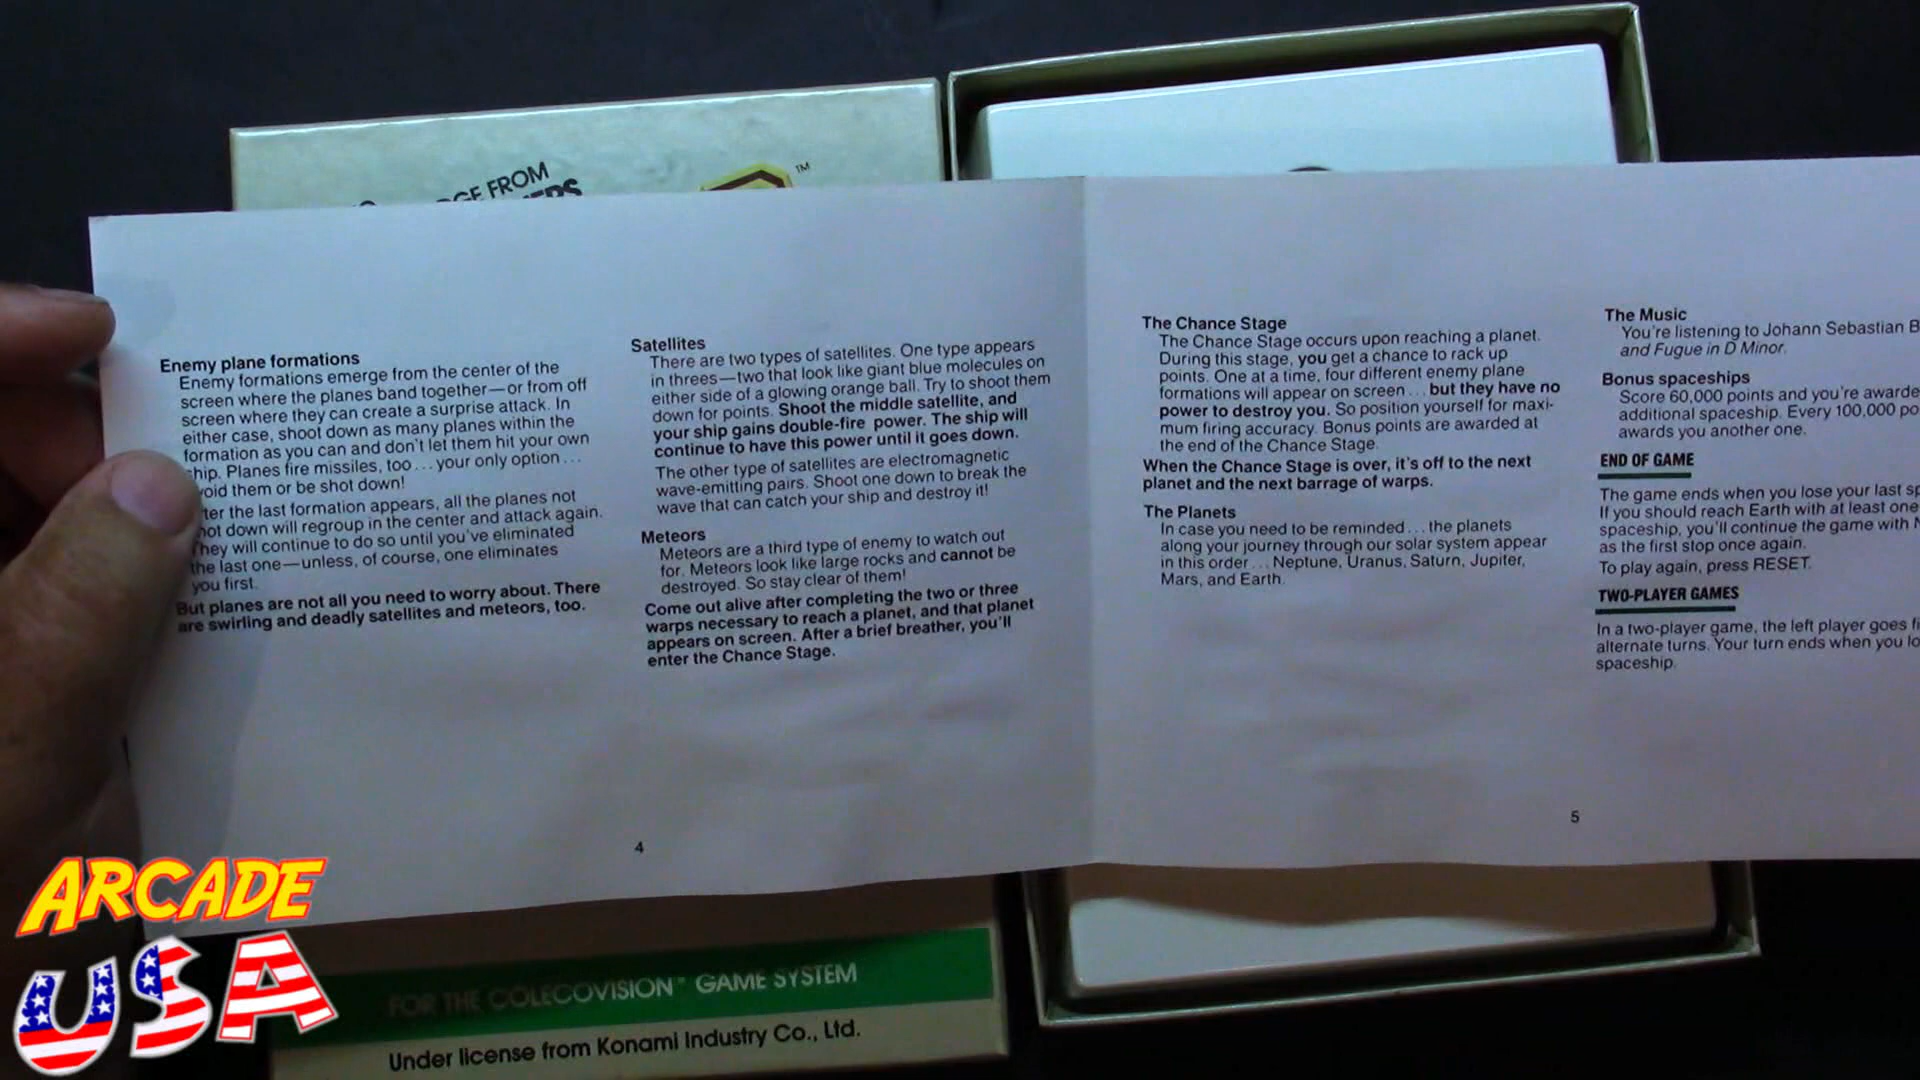 GE FROM
™
Enemy plane formations
Enemy formations emerge from the center of the
screen where the planes band together—or from off
screen where they can create a surprise attack. In
either case, shoot down as many planes within the
formation as you can and don't let them hit your own
ship. Planes fire missiles, too ... your only option ...
void them or be shot down!
ter the last formation appears, all the planes not
hot down will regroup in the center and attack again.
They will continue to do so until you've eliminated
the last one—unless, of course, one eliminates
you first.
But planes are not all you need to worry about. There
are swirling and deadly satellites and meteors, too.
Satellites
There are two types of satellites. One type appears
in threes—two that look like giant blue molecules on
either side of a glowing orange ball. Try to shoot them
down for points. Shoot the middle satellite, and
your ship gains double-fire power. The ship will
continue to have this power until it goes down.
The other type of satellites are electromagnetic
wave-emitting pairs. Shoot one down to break the
wave that can catch your ship and destroy it!
Meteors
Meteors are a third type of enemy to watch out
for. Meteors look like large rocks and cannot be
destroyed. So stay clear of them!
Come out alive after completing the two or three
warps necessary to reach a planet, and that planet
appears on screen. After a brief breather, you'll
enter the Chance Stage.
4
The Chance Stage
The Chance Stage occurs upon reaching a planet.
During this stage, you get a chance to rack up
points. One at a time, four different enemy plane
formations will appear on screen ... but they have no
power to destroy you. So position yourself for maxi-
mum firing accuracy. Bonus points are awarded at
the end of the Chance Stage.
When the Chance Stage is over, it's off to the next
planet and the next barrage of warps.
The Planets
In case you need to be reminded ... the planets
along your journey through our solar system appear
in this order ... Neptune, Uranus, Saturn, Jupiter,
Mars, and Earth.
The Music
You're listening to Johann Sebastian B
and Fugue in D Minor.
Bonus spaceships
Score 60,000 points and you're awarde
additional spaceship. Every 100,000 po
awards you another one.
END OF GAME
The game ends when you lose your last sp
If you should reach Earth with at least one
spaceship, you'll continue the game with N
as the first stop once again.
To play again, press RESET.
TWO-PLAYER GAMES
In a two-player game, the left player goes fi
alternate turns. Your turn ends when you lo
spaceship.
5
FOR THE COLECOVISION™ GAME SYSTEM
Under license from Konami Industry Co., Ltd.
ARCADE
USA